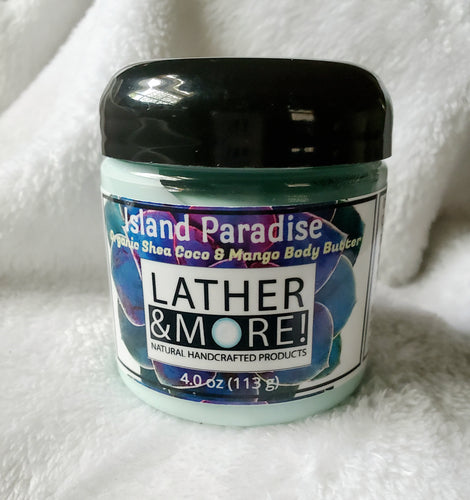 Island Paradise
Organic Shea Coco & Mango Body Butter
LATHER
&MORE!
NATURAL HANDCRAFTED PRODUCTS
4.0 oz (113 g)